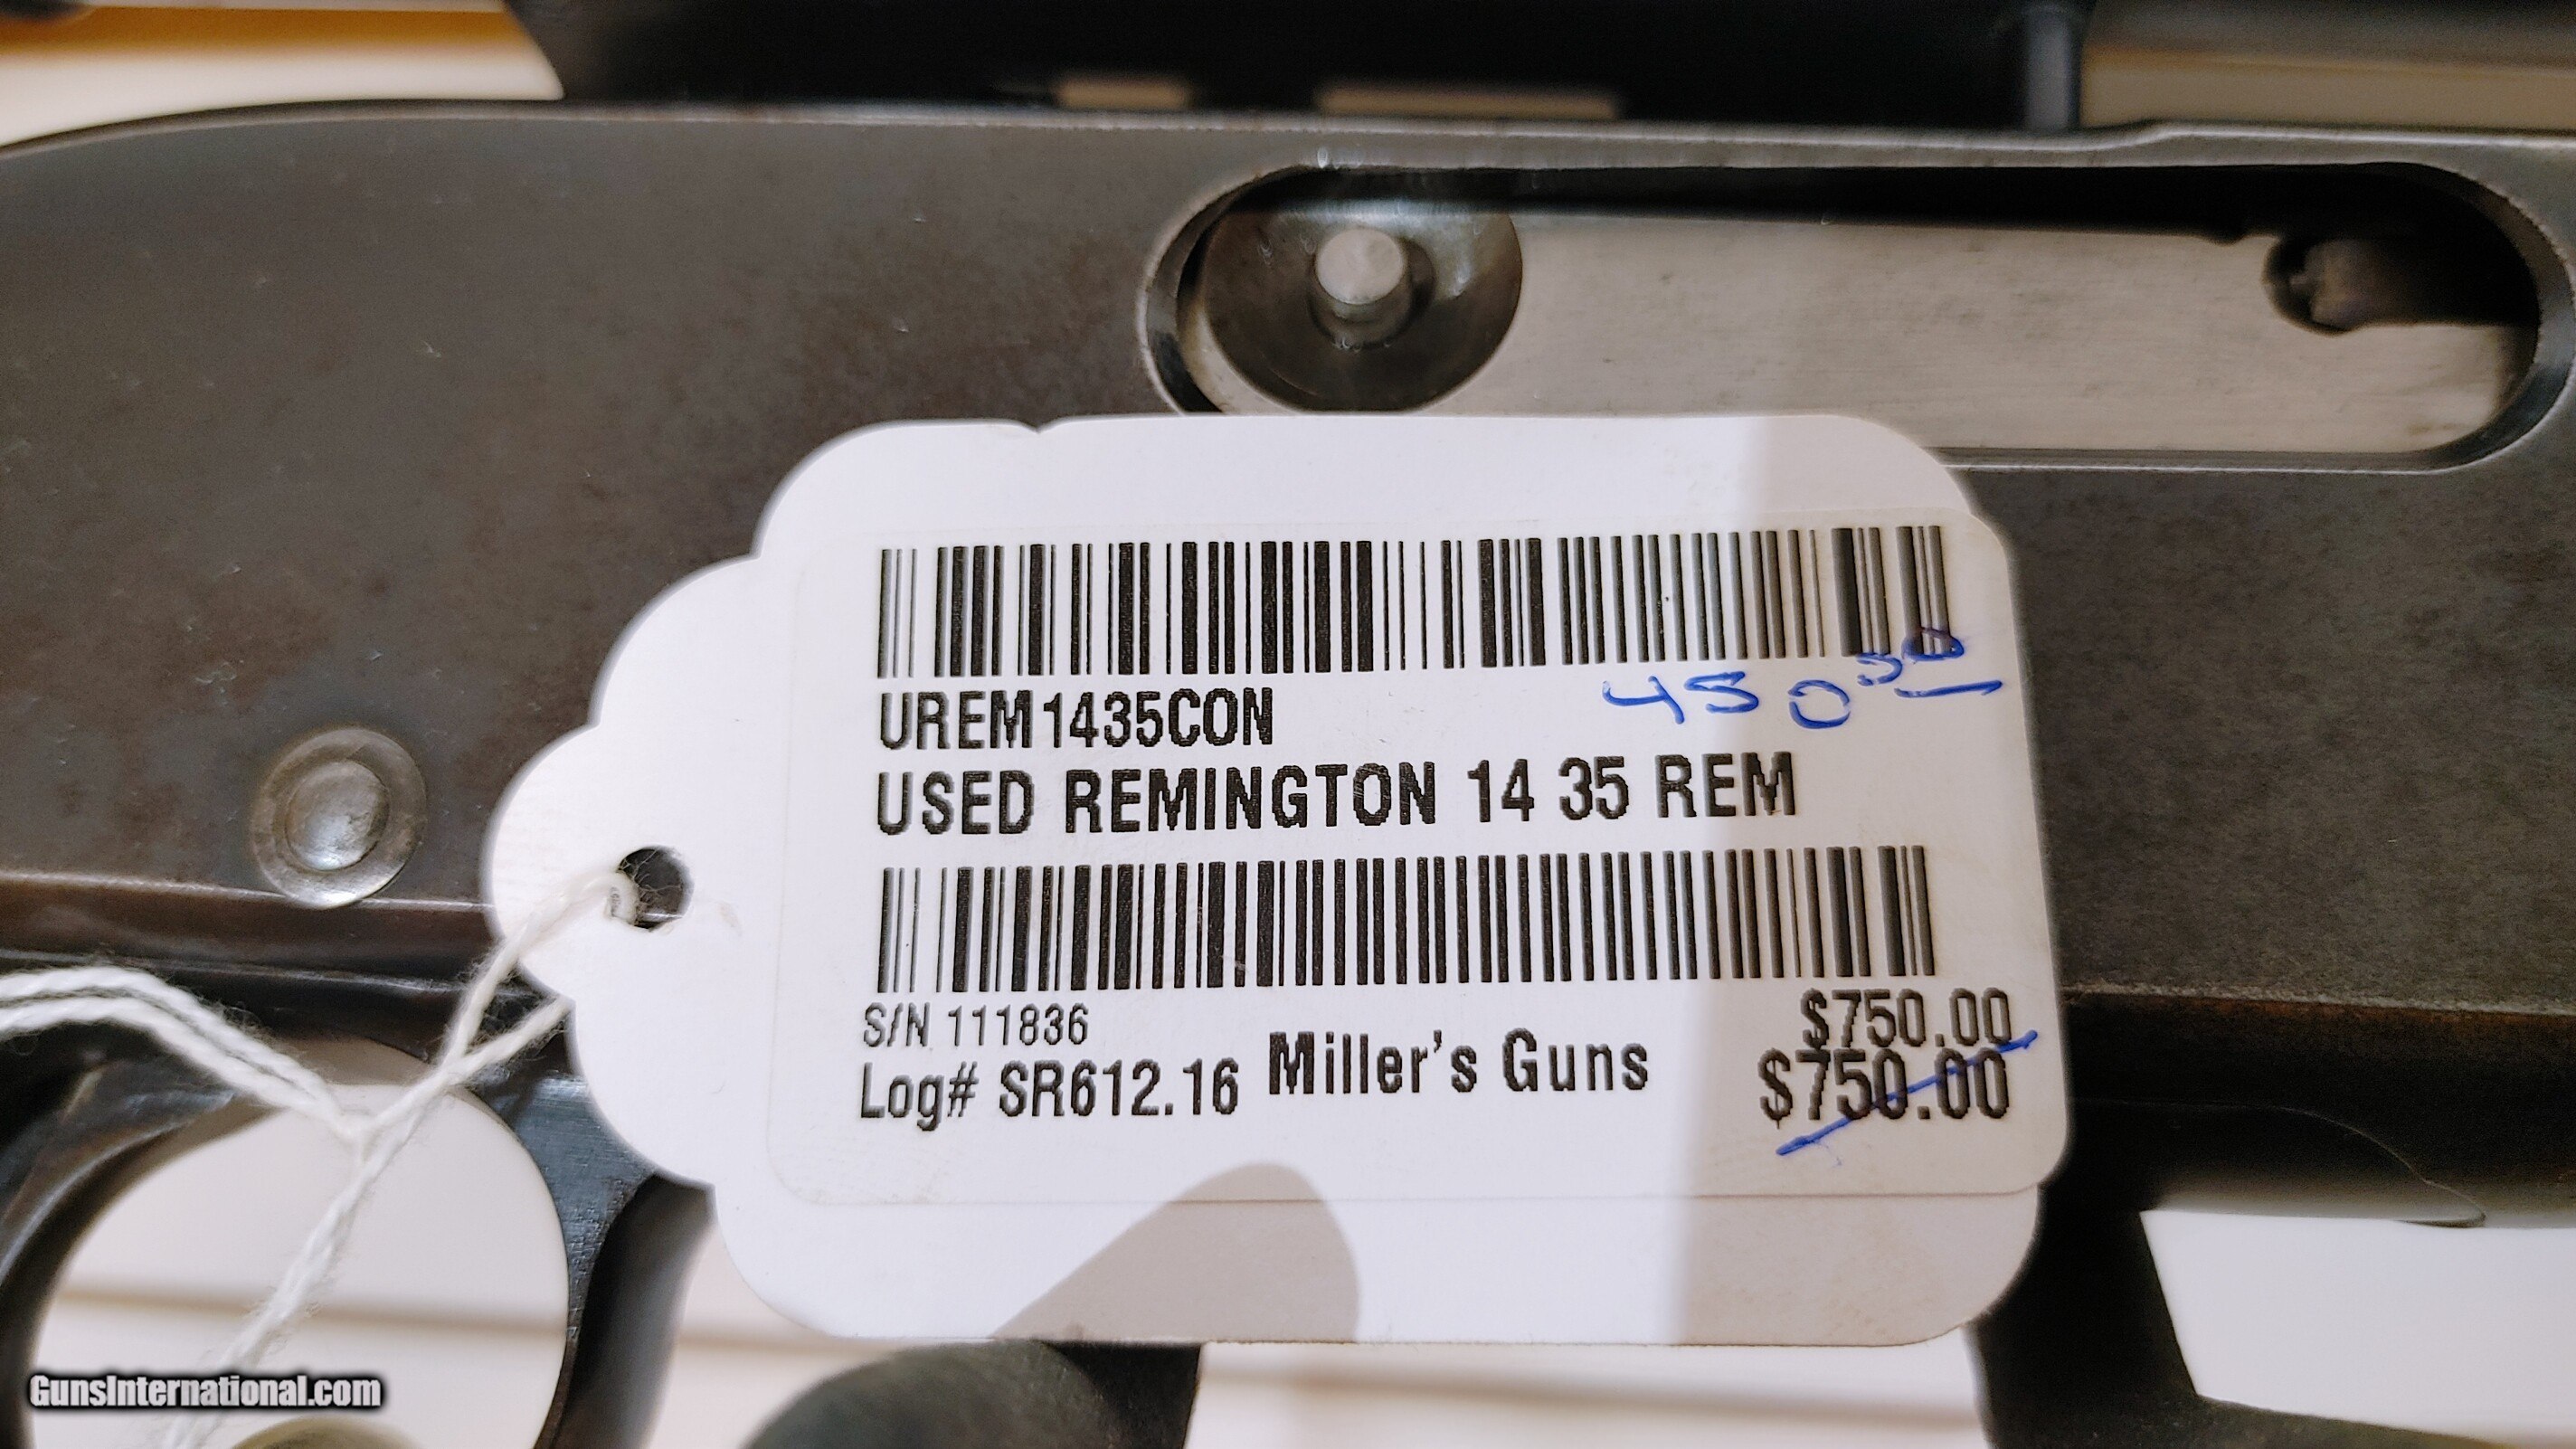 UREM1435CON
450.00
USED REMINGTON 14 35 REM
S/N 111836
$750.00
Log# SR612.16
Miller's Guns
$750.00
GunsInternational.com